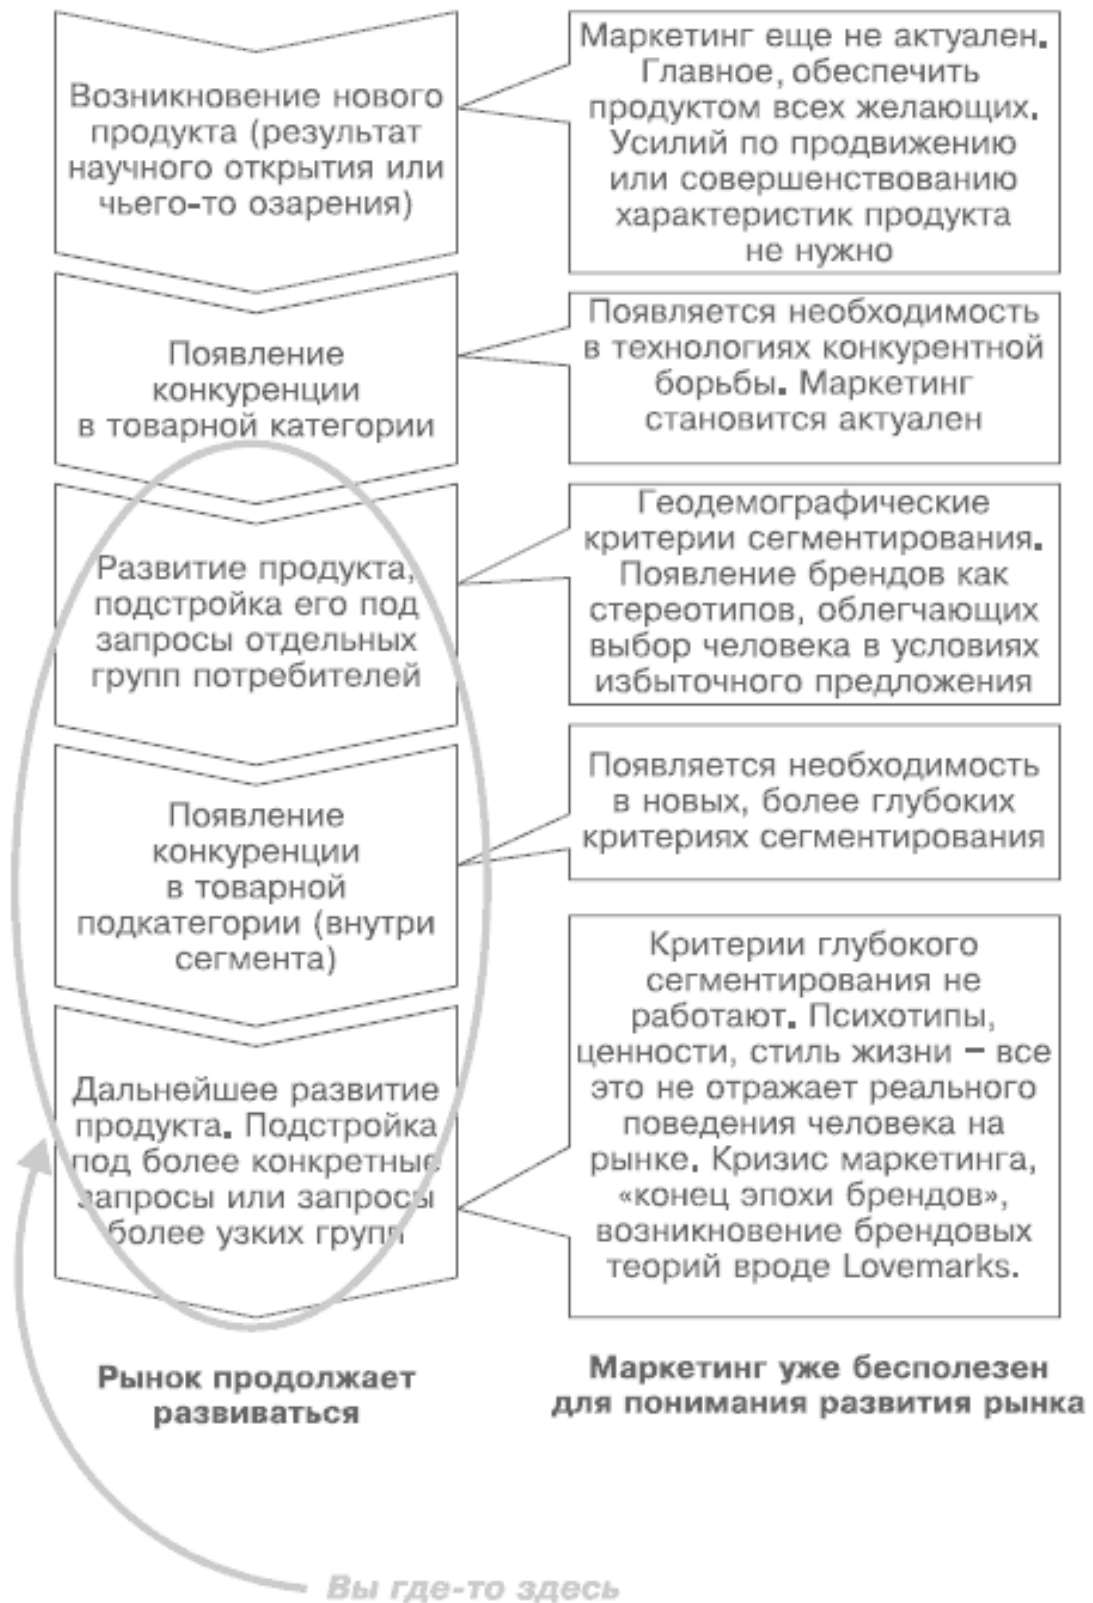 Возникновение нового
продукта (результат
научного открытия или
чьего-то озарения)
Маркетинг еще не актуален.
Главное, обеспечить
продуктом всех желающих.
Усилий по продвижению
или совершенствованию
характеристик продукта
не нужно
Появление
конкуренции
в товарной категории
Появляется необходимость
в технологиях конкурентной
борьбы. Маркетинг
становится актуален
Развитие продукта,
подстройка его под
запросы отдельных
групп потребителей
Геодемографические
критерии сегментирования.
Появление брендов как
стереотипов, облегчающих
выбор человека в условиях
избыточного предложения
Появление
конкуренции
в товарной
подкатегории (внутри
сегмента)
Появляется необходимость
в новых, более глубоких
критериях сегментирования
Дальнейшее развитие
продукта. Подстройка
под более конкретные
запросы или запросы
более узких групп
Критерии глубокого
сегментирования не
работают. Психотипы,
ценности, стиль жизни – все
это не отражает реального
поведения человека на
рынке. Кризис маркетинга,
«конец эпохи брендов»,
возникновение брендовых
теорий вроде Lovemarks.
Рынок продолжает
развиваться
Маркетинг уже бесполезен
для понимания развития рынка
Вы где-то здесь